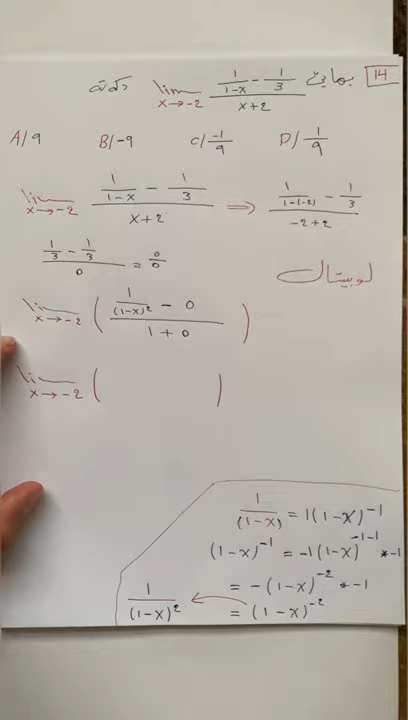 14 بەهای lim x→-2 (1/(1-x) - 1/3)/(x+2) دەکاتە
A/ 9 B/ -9 C/ -1/9 D/ 1/9
lim x→-2 (1/(1-x) - 1/3)/(x+2) ⟹ (1/(1-(-2)) - 1/3)/(-2+2)
(1/3 - 1/3)/0 = 0/0
لوبیتال
lim x→-2 ( (1/(1-x)² - 0)/(1+0) )
lim x→-2 ( )
1/(1-x) = 1(1-x)⁻¹
(1-x)⁻¹ = -1(1-x)⁻¹⁻¹ * -1
= -(1-x)⁻² * -1
1/(1-x)² ← = (1-x)⁻²